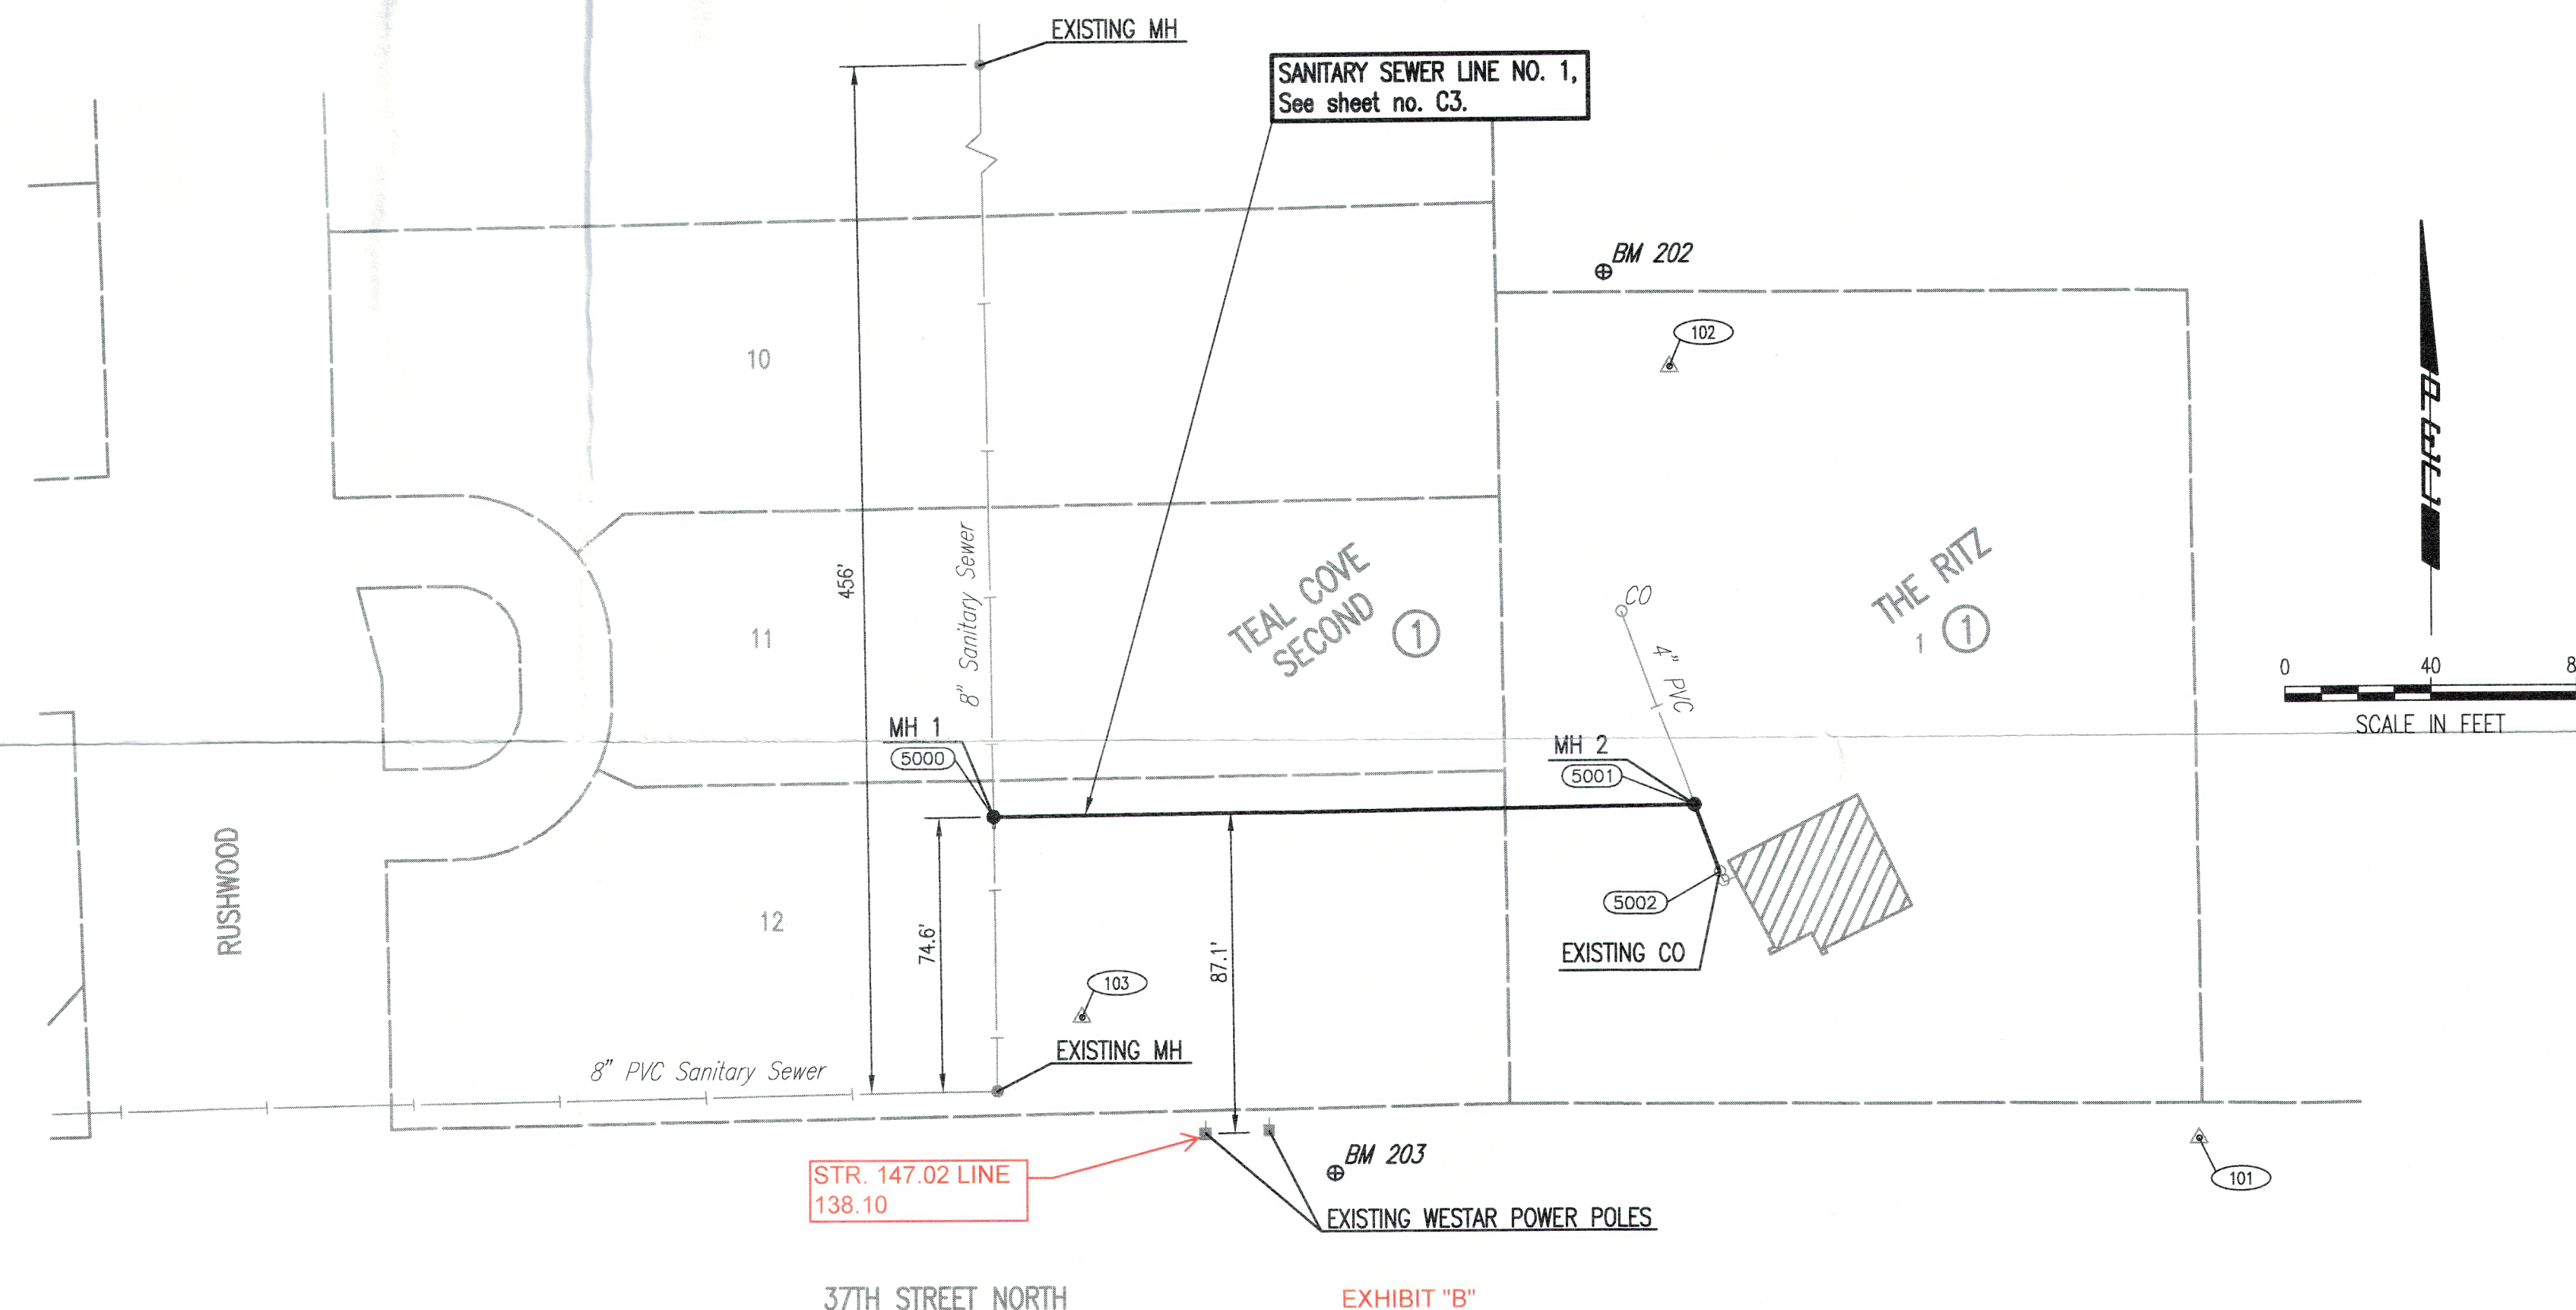 EXISTING MH
SANITARY SEWER LINE NO. 1,
See sheet no. C3.
BM 202
102
10
456'
8" Sanitary Sewer
TEAL COVE
SECOND
1
THE RITZ
1
1
CO
4" PVC
0
40
8
SCALE IN FEET
11
MH 1
5000
MH 2
5001
RUSHWOOD
12
74.6'
87.1'
5002
EXISTING CO
103
EXISTING MH
8" PVC Sanitary Sewer
STR. 147.02 LINE
138.10
BM 203
101
EXISTING WESTAR POWER POLES
37TH STREET NORTH
EXHIBIT "B"